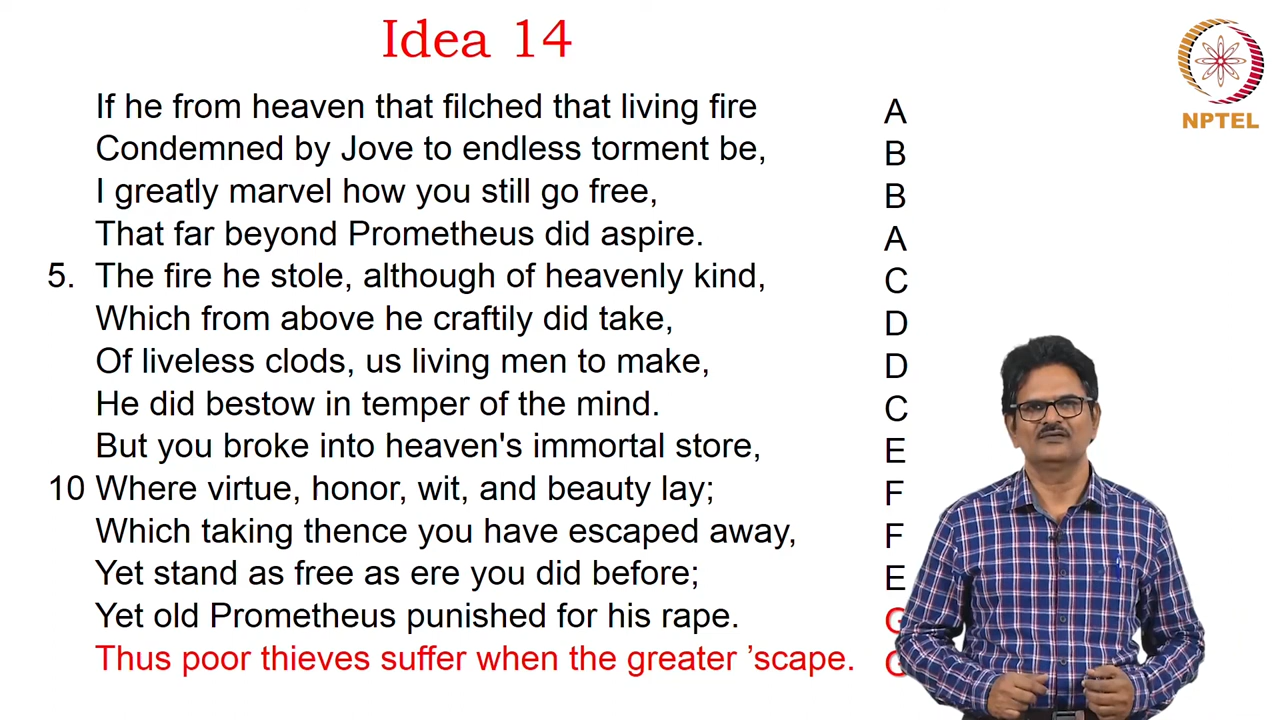 Idea 14
NPTEL
If he from heaven that filched that living fire A
Condemned by Jove to endless torment be, B
I greatly marvel how you still go free, B
That far beyond Prometheus did aspire. A
5. The fire he stole, although of heavenly kind, C
Which from above he craftily did take, D
Of liveless clods, us living men to make, D
He did bestow in temper of the mind. C
But you broke into heaven's immortal store, E
10 Where virtue, honor, wit, and beauty lay; F
Which taking thence you have escaped away, F
Yet stand as free as ere you did before; E
Yet old Prometheus punished for his rape. G
Thus poor thieves suffer when the greater ’scape. G